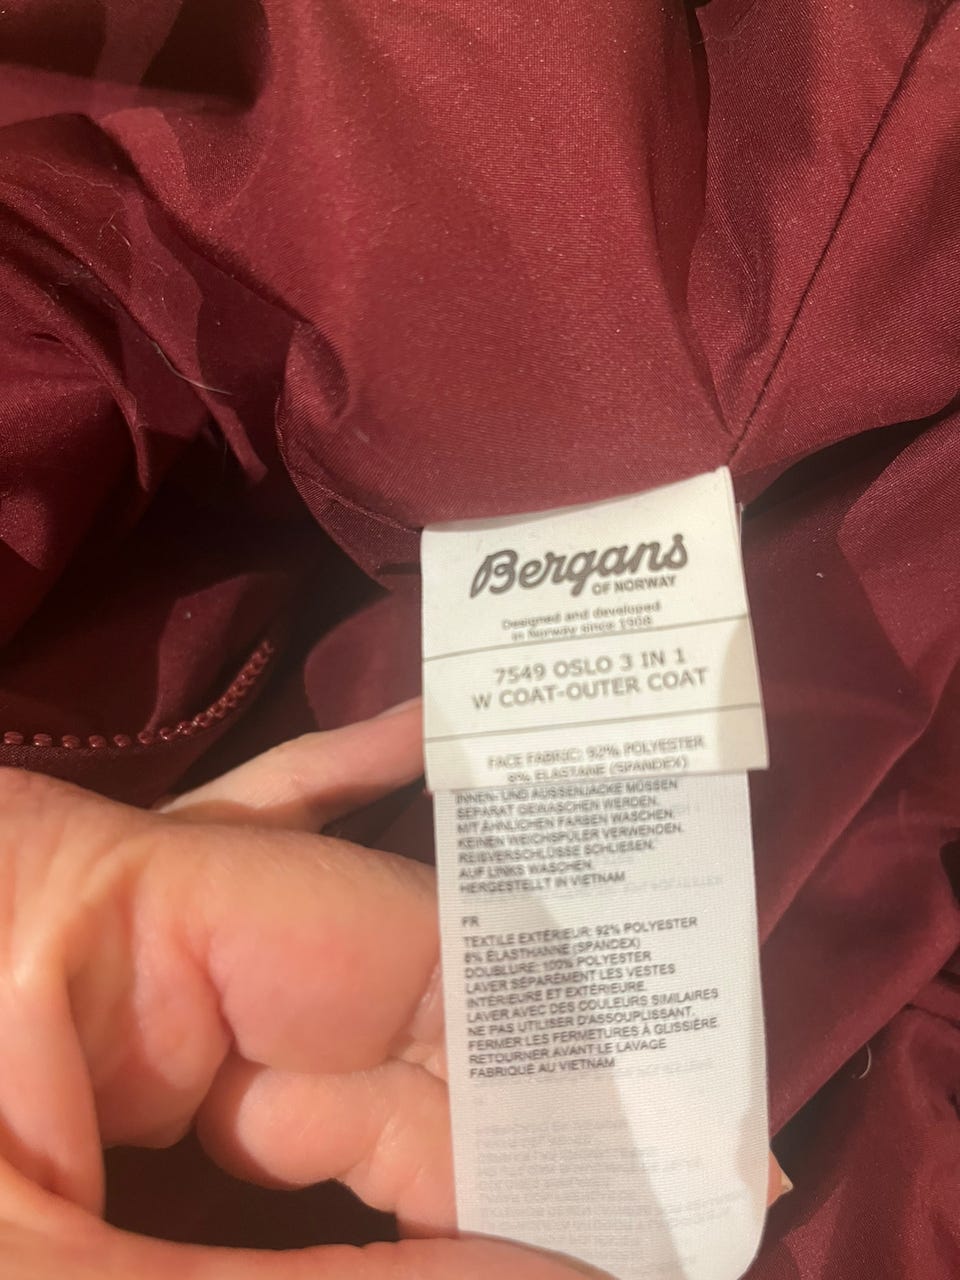 Bergans
OF NORWAY
Designed and developed
in Norway since 1908
7549 OSLO 3 IN 1
W COAT-OUTER COAT
FACE FABRIC: 92% POLYESTER
8% ELASTANE (SPANDEX)
INNEN- UND AUSSENJACKE MÜSSEN
SEPARAT GEWASCHEN WERDEN.
MIT ÄHNLICHEN FARBEN WASCHEN.
KEINEN WEICHSPÜLER VERWENDEN.
REIßVERSCHLÜSSE SCHLIEßEN.
AUF LINKS WASCHEN.
HERGESTELLT IN VIETNAM
FR
TEXTILE EXTÉRIEUR: 92% POLYESTER
8% ÉLASTHANNE (SPANDEX)
DOUBLURE: 100% POLYESTER
LAVER SÉPARÉMENT LES VESTES
INTÉRIEURE ET EXTÉRIEURE.
LAVER AVEC DES COULEURS SIMILAIRES
NE PAS UTILISER D'ASSOUPLISSANT.
FERMER LES FERMETURES À GLISSIÈRE.
RETOURNER AVANT LE LAVAGE
FABRIQUÉ AU VIETNAM